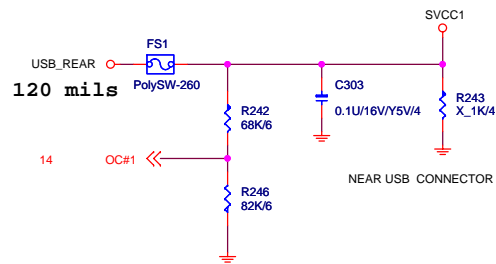 SVCC1
FS1
USB_REAR
PolySW-260
120 mils
C303
0.1U/16V/Y5V/4
R243
X_1K/4
R242
68K/6
14
OC#1
NEAR USB CONNECTOR
R246
82K/6